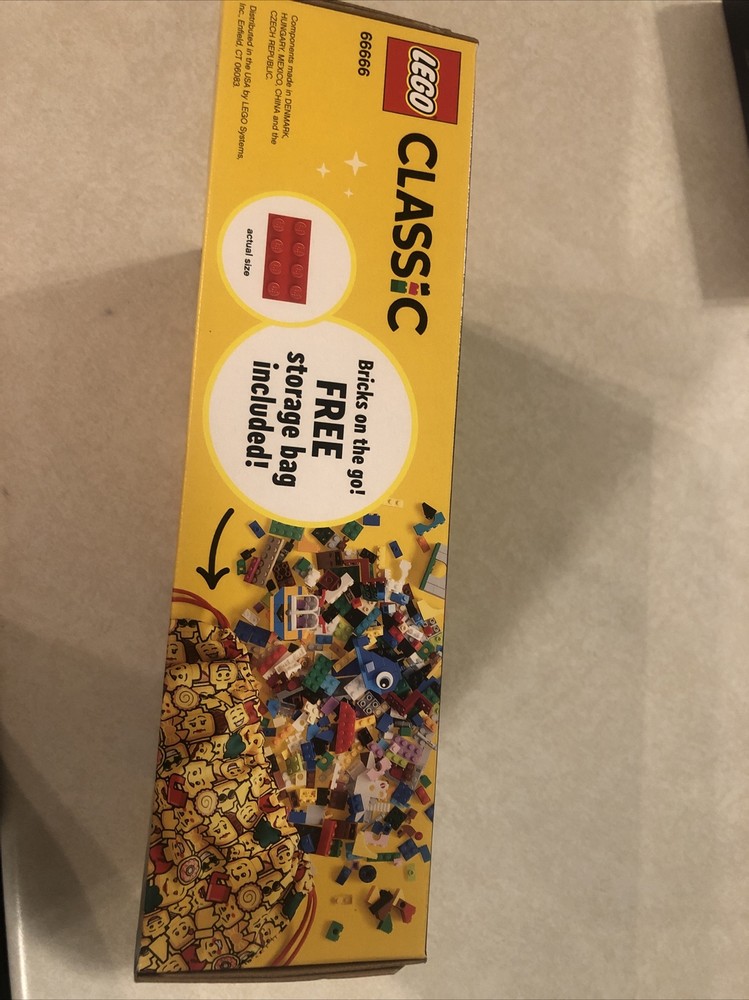 LEGO
CLASSiC
66666
Components made in DENMARK,
HUNGARY, MEXICO, CHINA and the
CZECH REPUBLIC.
Distributed in the USA by LEGO Systems,
Inc., Enfield, CT 06083.
actual size
Bricks on the go!
FREE
storage bag
included!